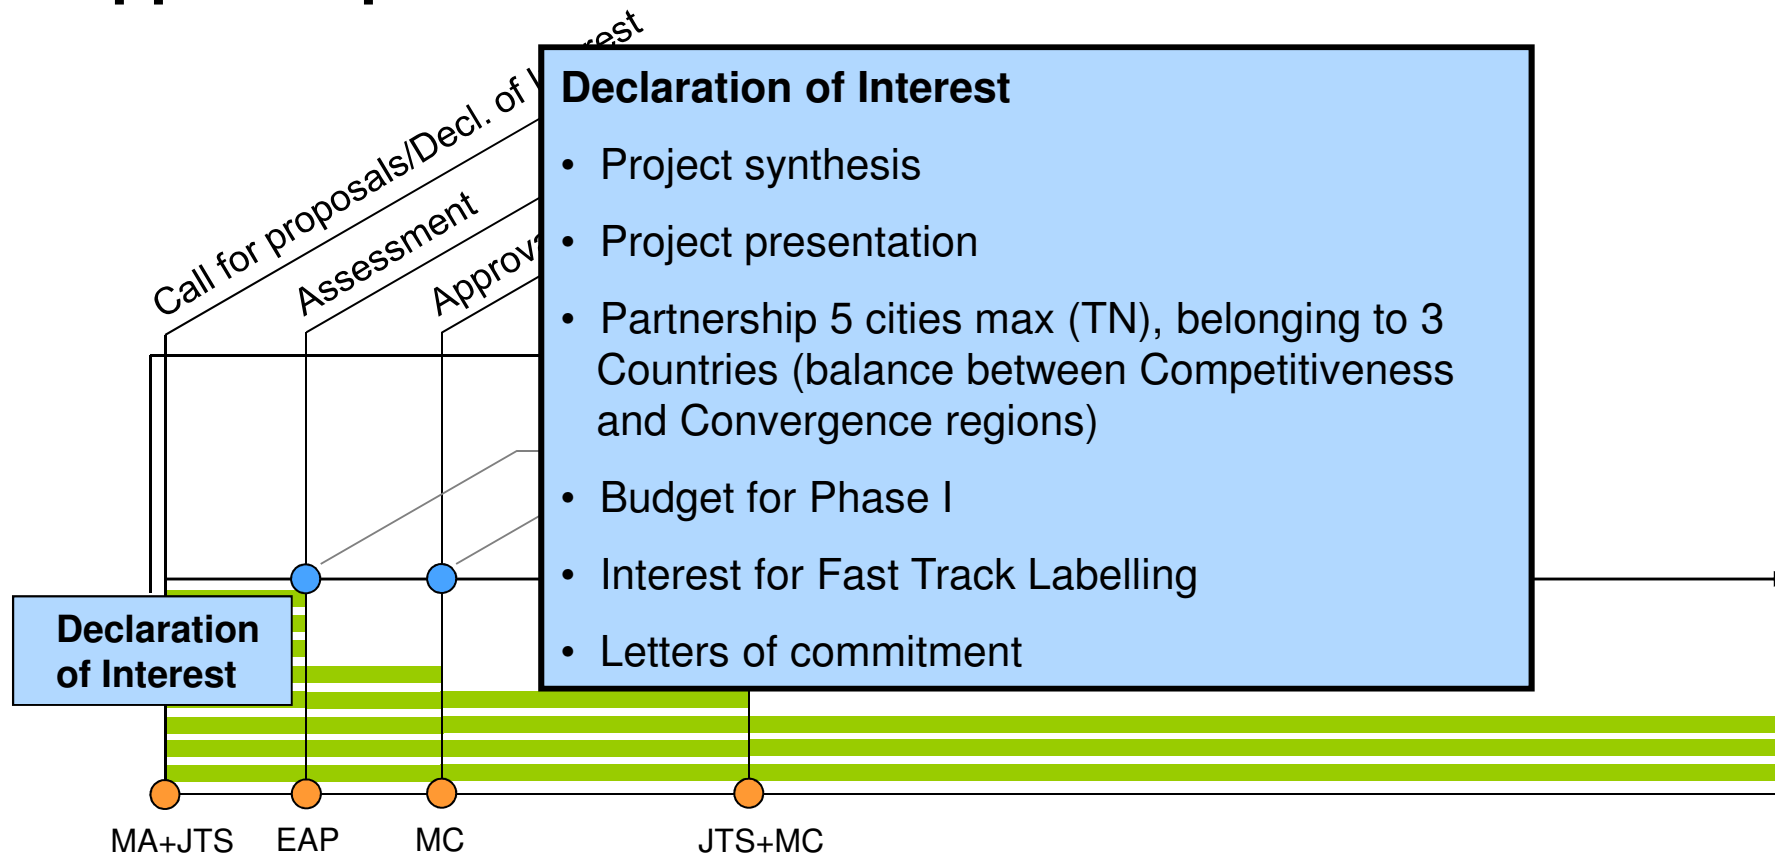 Call for proposals/Decl. of
Assessment
Declaration of Interest
• Project synthesis
• Project presentation
• Partnership 5 cities max (TN), belonging to 3
Countries (balance between Competitiveness
and Convergence regions)
• Budget for Phase I
• Interest for Fast Track Labelling
• Letters of commitment
Declaration
of Interest
MA+JTS EAP MC JTS+MC